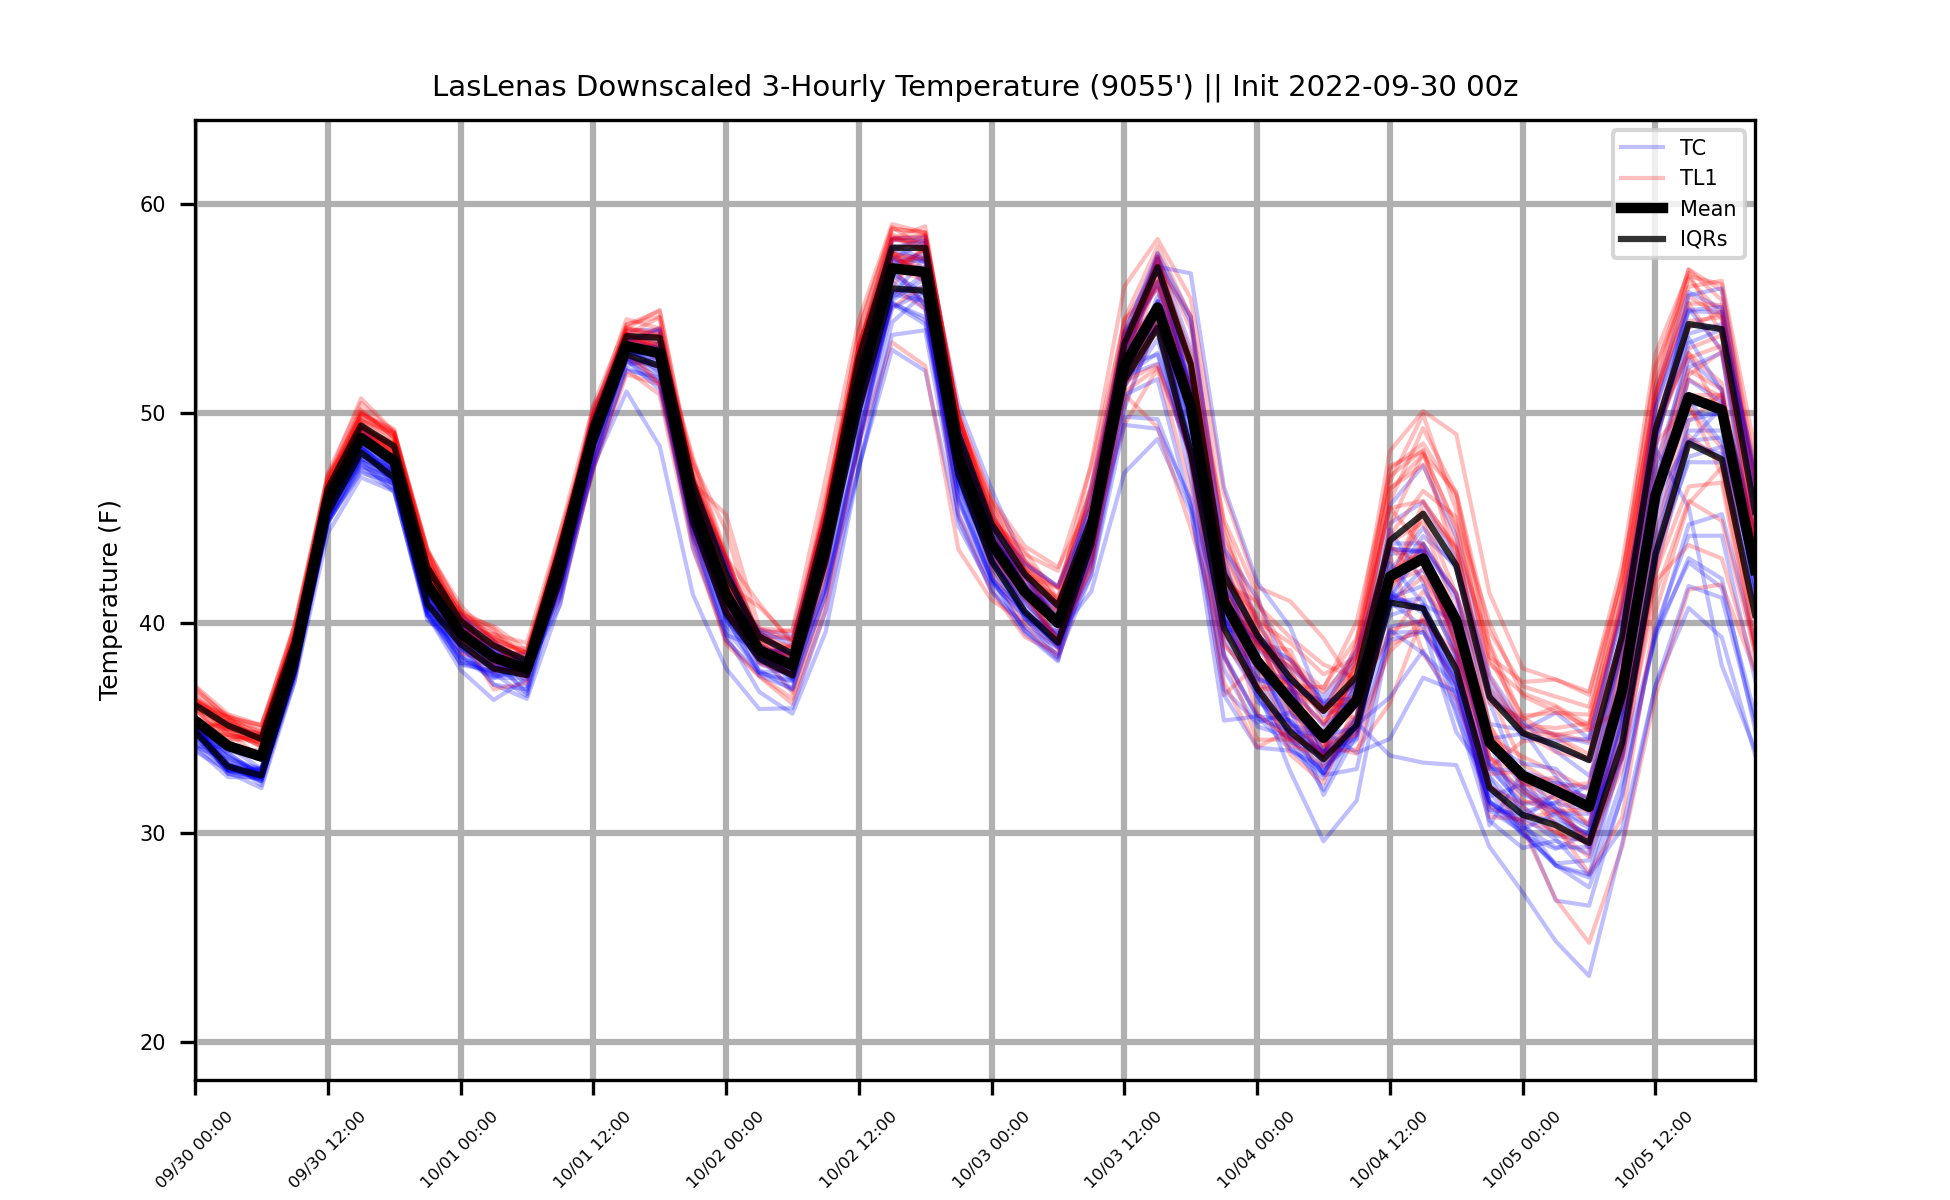 LasLenas Downscaled 3-Hourly Temperature (9055') || Init 2022-09-30 00z
TC
TL1
Mean
IQRs
Temperature (F)
60
50
40
30
20
09/30 00:00
09/30 12:00
10/01 00:00
10/01 12:00
10/02 00:00
10/02 12:00
10/03 00:00
10/03 12:00
10/04 00:00
10/04 12:00
10/05 00:00
10/05 12:00